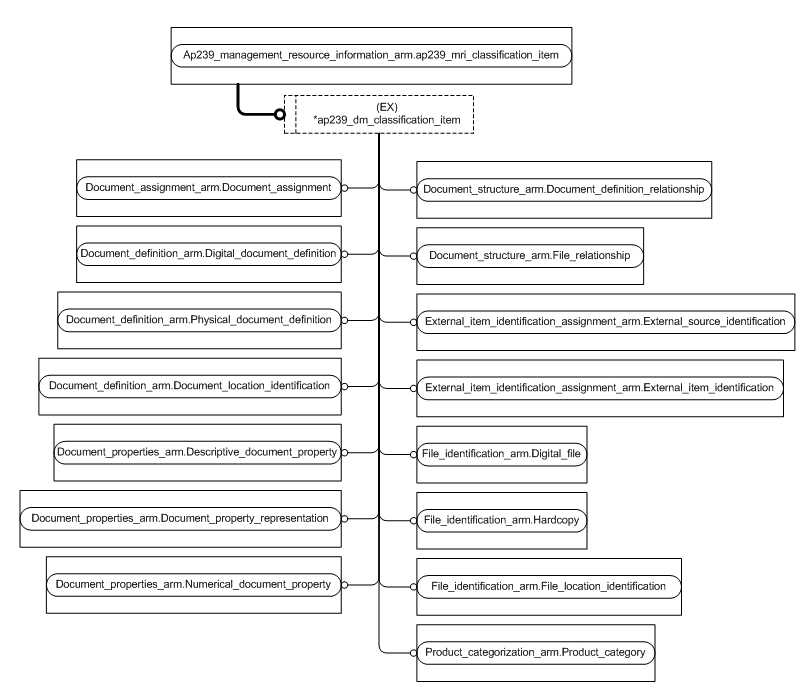 Ap239_management_resource_information_arm.ap239_mri_classification_item
(EX)
*ap239_dm_classification_item
Document_assignment_arm.Document_assignment
Document_structure_arm.Document_definition_relationship
Document_definition_arm.Digital_document_definition
Document_structure_arm.File_relationship
Document_definition_arm.Physical_document_definition
External_item_identification_assignment_arm.External_source_identification
Document_definition_arm.Document_location_identification
External_item_identification_assignment_arm.External_item_identification
Document_properties_arm.Descriptive_document_property
File_identification_arm.Digital_file
Document_properties_arm.Document_property_representation
File_identification_arm.Hardcopy
Document_properties_arm.Numerical_document_property
File_identification_arm.File_location_identification
Product_categorization_arm.Product_category